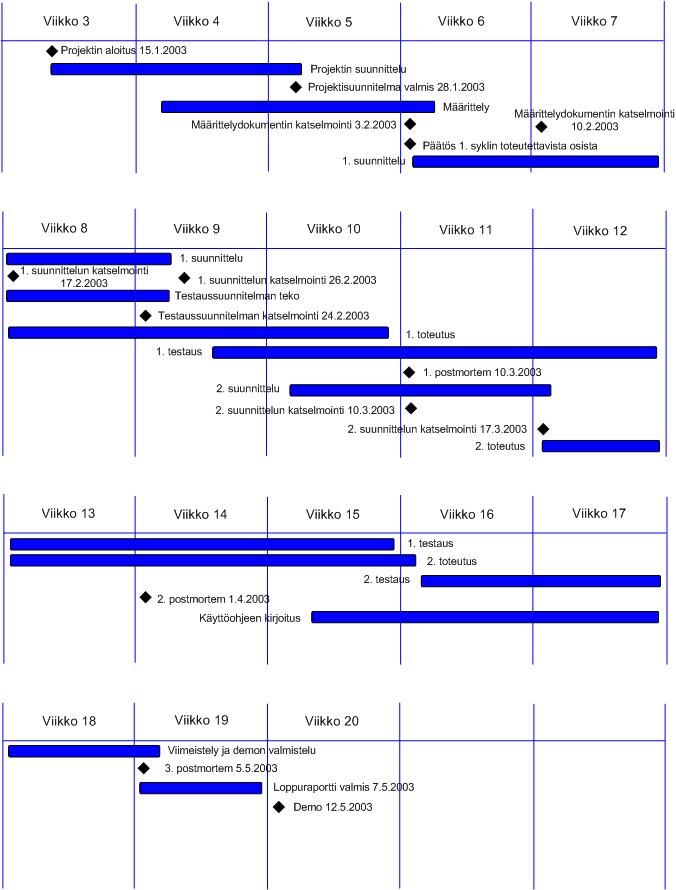 Viikko 3
Viikko 4
Viikko 5
Viikko 6
Viikko 7
Projektin aloitus 15.1.2003
Projektin suunnittelu
Projektisuunnitelma valmis 28.1.2003
Määrittely
Määrittelydokumentin katselmointi 3.2.2003
Määrittelydokumentin katselmointi
10.2.2003
Päätös 1. syklin toteutettavista osista
1. suunnittelu
Viikko 8
Viikko 9
Viikko 10
Viikko 11
Viikko 12
1. suunnittelu
1. suunnittelun katselmointi
17.2.2003
1. suunnittelun katselmointi 26.2.2003
Testaussuunnitelman teko
Testaussuunnitelman katselmointi 24.2.2003
1. toteutus
1. testaus
1. postmortem 10.3.2003
2. suunnittelu
2. suunnittelun katselmointi 10.3.2003
2. suunnittelun katselmointi 17.3.2003
2. toteutus
Viikko 13
Viikko 14
Viikko 15
Viikko 16
Viikko 17
1. testaus
2. toteutus
2. testaus
2. postmortem 1.4.2003
Käyttöohjeen kirjoitus
Viikko 18
Viikko 19
Viikko 20
Viimeistely ja demon valmistelu
3. postmortem 5.5.2003
Loppuraportti valmis 7.5.2003
Demo 12.5.2003